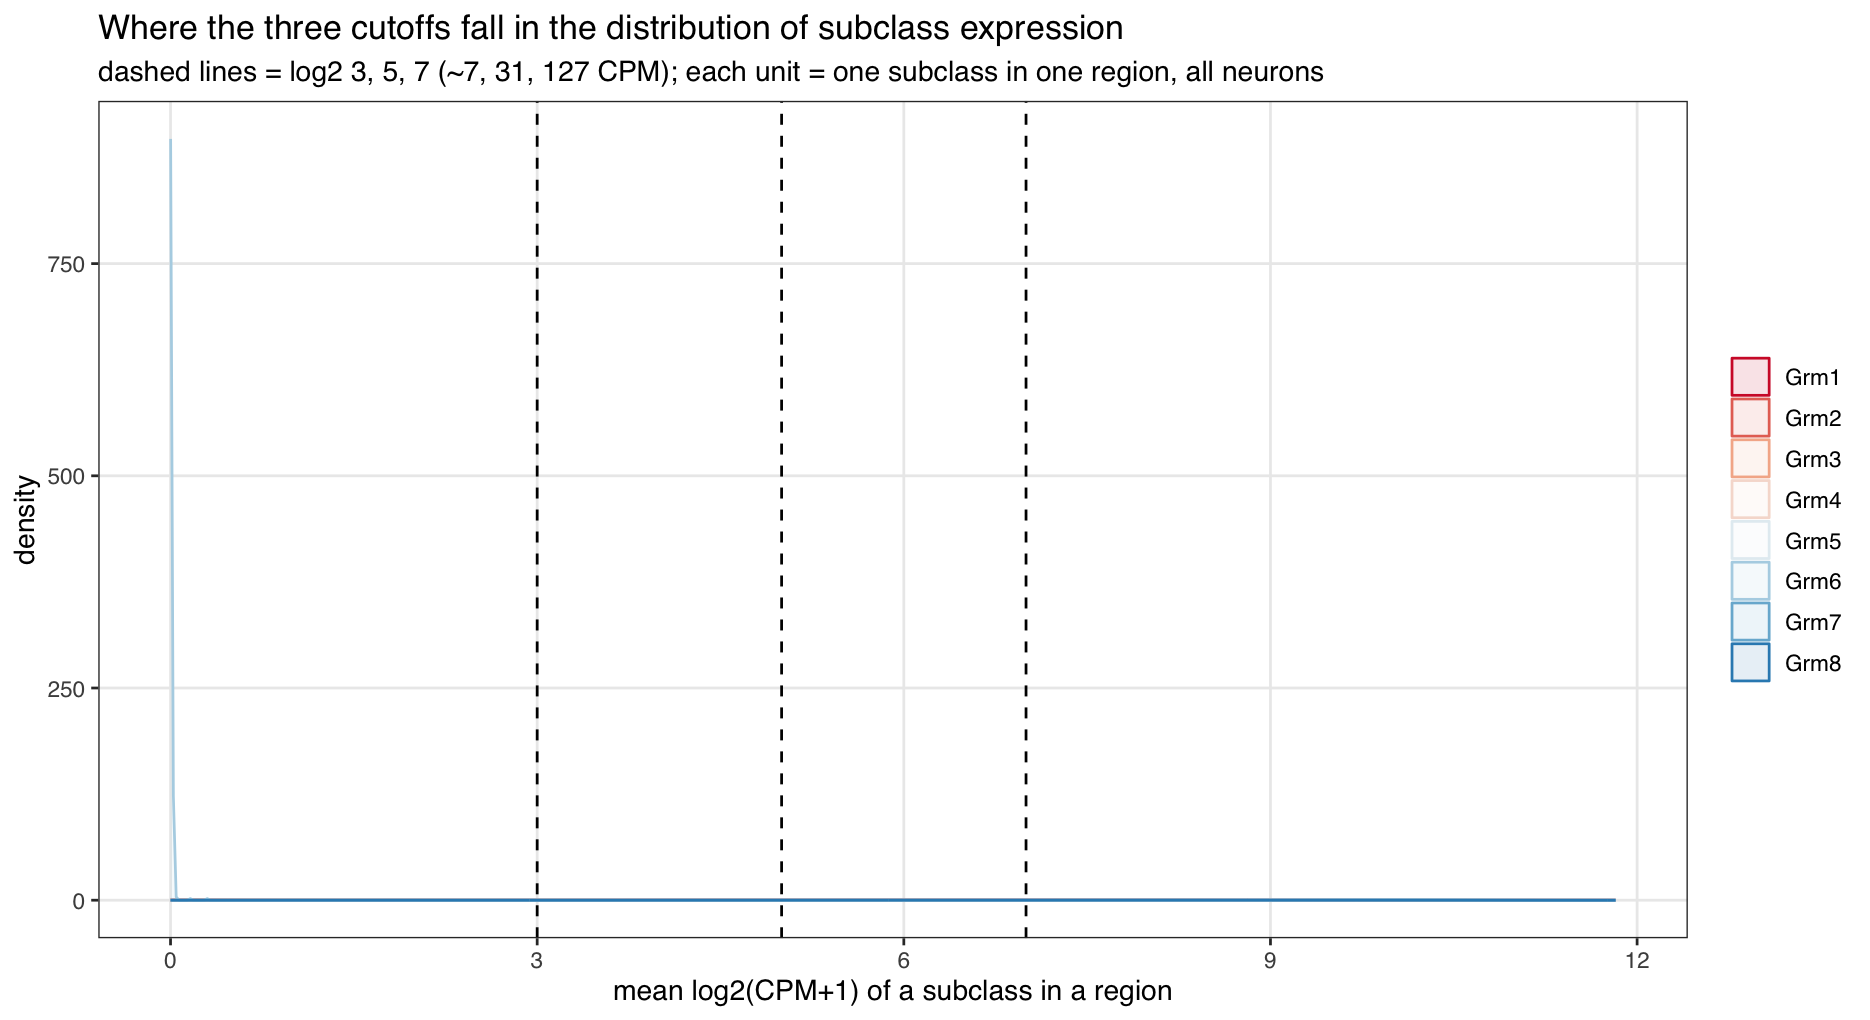 Where the three cutoffs fall in the distribution of subclass expression
dashed lines = log2 3, 5, 7 (~7, 31, 127 CPM); each unit = one subclass in one region, all neurons
density
750
500
250
0
0
3
6
9
12
mean log2(CPM+1) of a subclass in a region
Grm1
Grm2
Grm3
Grm4
Grm5
Grm6
Grm7
Grm8